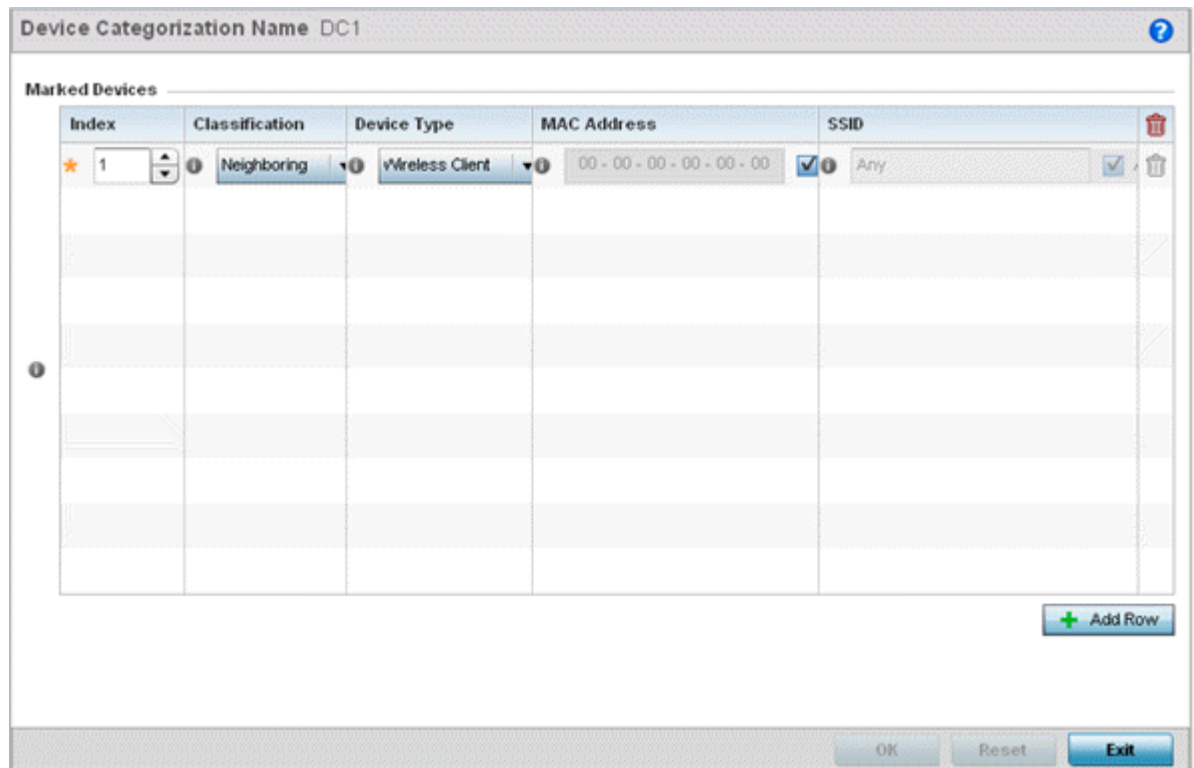 Device Categorization Name DC1
?
Marked Devices
Index Classification Device Type MAC Address SSID
* 1 Neighboring Wireless Client 00 - 00 - 00 - 00 - 00 - 00 Any
+ Add Row
OK Reset Exit